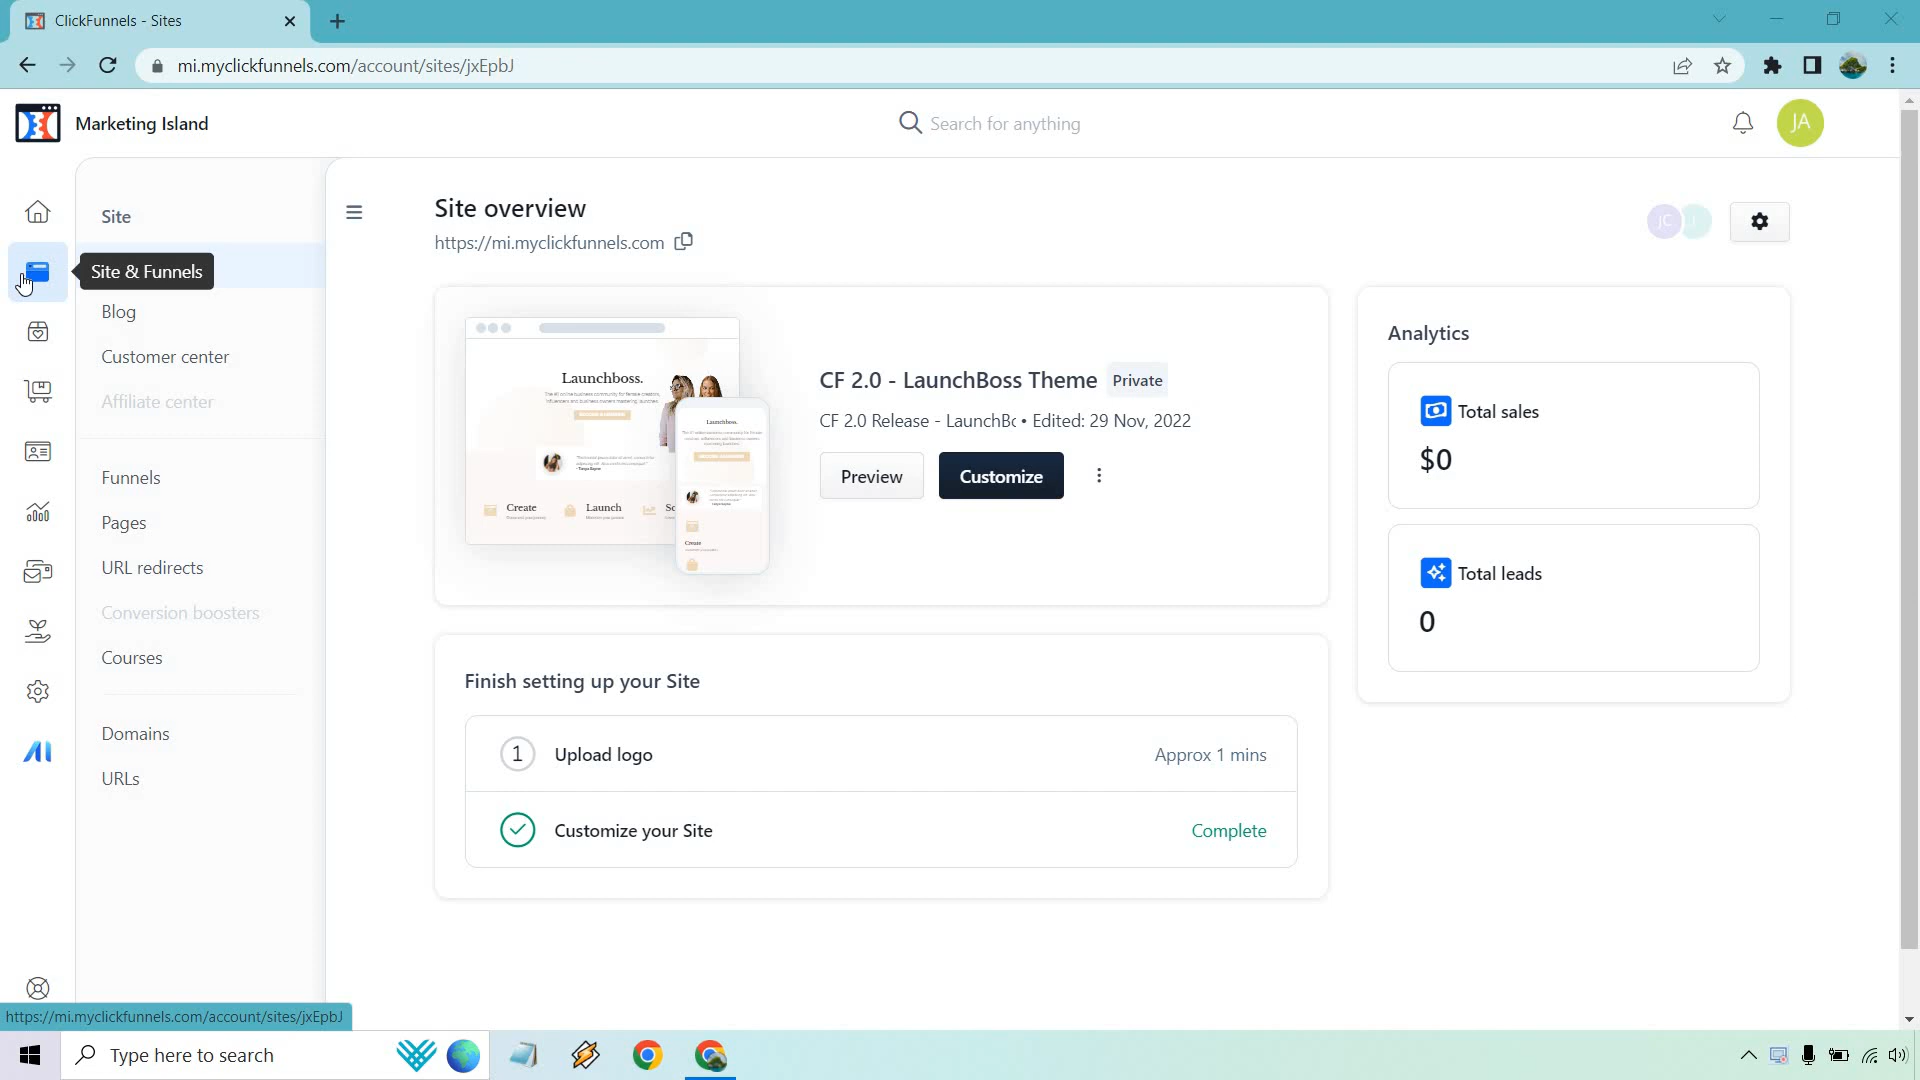 ClickFunnels - Sites
mi.myclickfunnels.com/account/sites/jxEpbJ
Marketing Island
Search for anything
JA
Site
Site & Funnels
Blog
Customer center
Affiliate center
Funnels
Pages
URL redirects
Conversion boosters
Courses
Domains
URLs
Site overview
https://mi.myclickfunnels.com
JC
Launchboss.
Create
Launch
Launchboss.
Create
CF 2.0 - LaunchBoss Theme Private
CF 2.0 Release - LaunchBc • Edited: 29 Nov, 2022
Preview
Customize
Analytics
Total sales
$0
Total leads
0
Finish setting up your Site
1 Upload logo Approx 1 mins
Customize your Site Complete
https://mi.myclickfunnels.com/account/sites/jxEpbJ
Type here to search